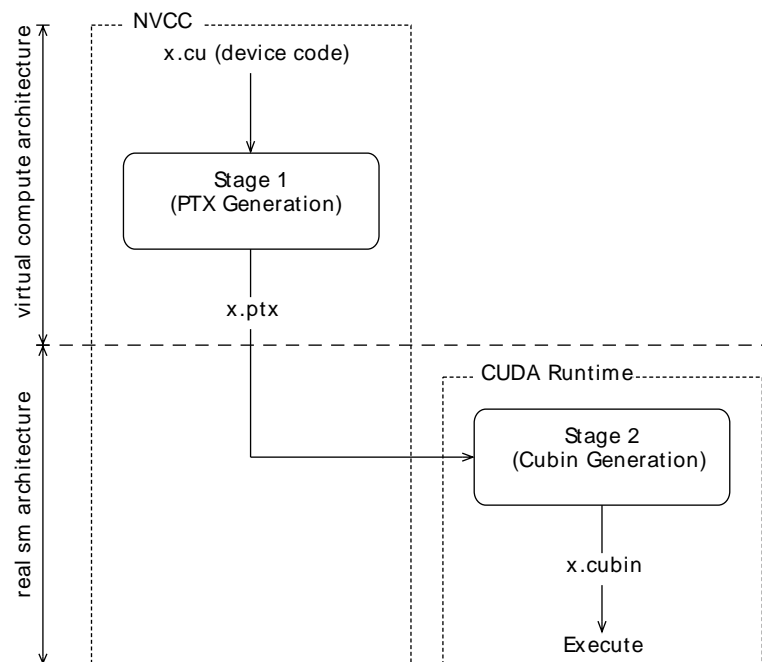 NVCC
x.cu (device code)
virtual compute architecture
Stage 1
(PTX Generation)
x.ptx
real sm architecture
CUDA Runtime
Stage 2
(Cubin Generation)
x.cubin
Execute